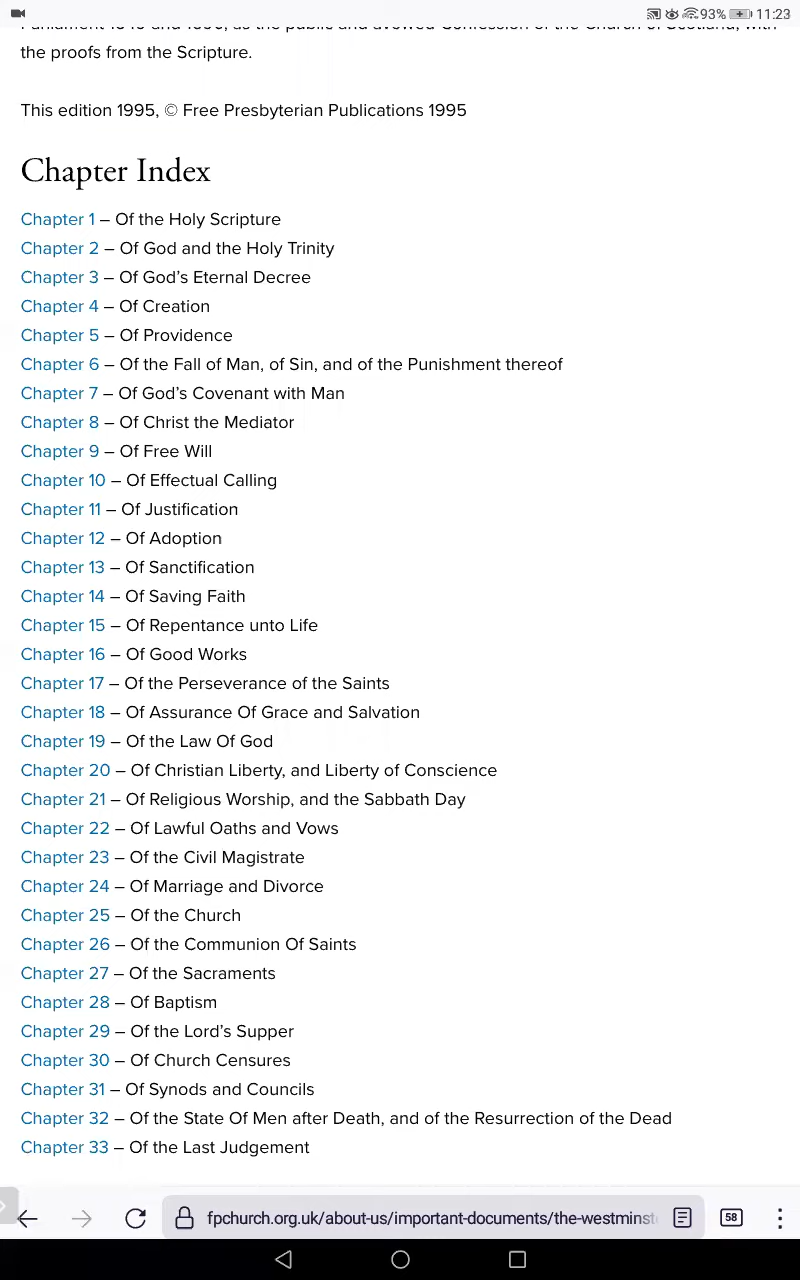 93% 11:23
the proofs from the Scripture.
This edition 1995, © Free Presbyterian Publications 1995
Chapter Index
Chapter 1 – Of the Holy Scripture
Chapter 2 – Of God and the Holy Trinity
Chapter 3 – Of God’s Eternal Decree
Chapter 4 – Of Creation
Chapter 5 – Of Providence
Chapter 6 – Of the Fall of Man, of Sin, and of the Punishment thereof
Chapter 7 – Of God’s Covenant with Man
Chapter 8 – Of Christ the Mediator
Chapter 9 – Of Free Will
Chapter 10 – Of Effectual Calling
Chapter 11 – Of Justification
Chapter 12 – Of Adoption
Chapter 13 – Of Sanctification
Chapter 14 – Of Saving Faith
Chapter 15 – Of Repentance unto Life
Chapter 16 – Of Good Works
Chapter 17 – Of the Perseverance of the Saints
Chapter 18 – Of Assurance Of Grace and Salvation
Chapter 19 – Of the Law Of God
Chapter 20 – Of Christian Liberty, and Liberty of Conscience
Chapter 21 – Of Religious Worship, and the Sabbath Day
Chapter 22 – Of Lawful Oaths and Vows
Chapter 23 – Of the Civil Magistrate
Chapter 24 – Of Marriage and Divorce
Chapter 25 – Of the Church
Chapter 26 – Of the Communion Of Saints
Chapter 27 – Of the Sacraments
Chapter 28 – Of Baptism
Chapter 29 – Of the Lord’s Supper
Chapter 30 – Of Church Censures
Chapter 31 – Of Synods and Councils
Chapter 32 – Of the State Of Men after Death, and of the Resurrection of the Dead
Chapter 33 – Of the Last Judgement
fpchurch.org.uk/about-us/important-documents/the-westminst 58